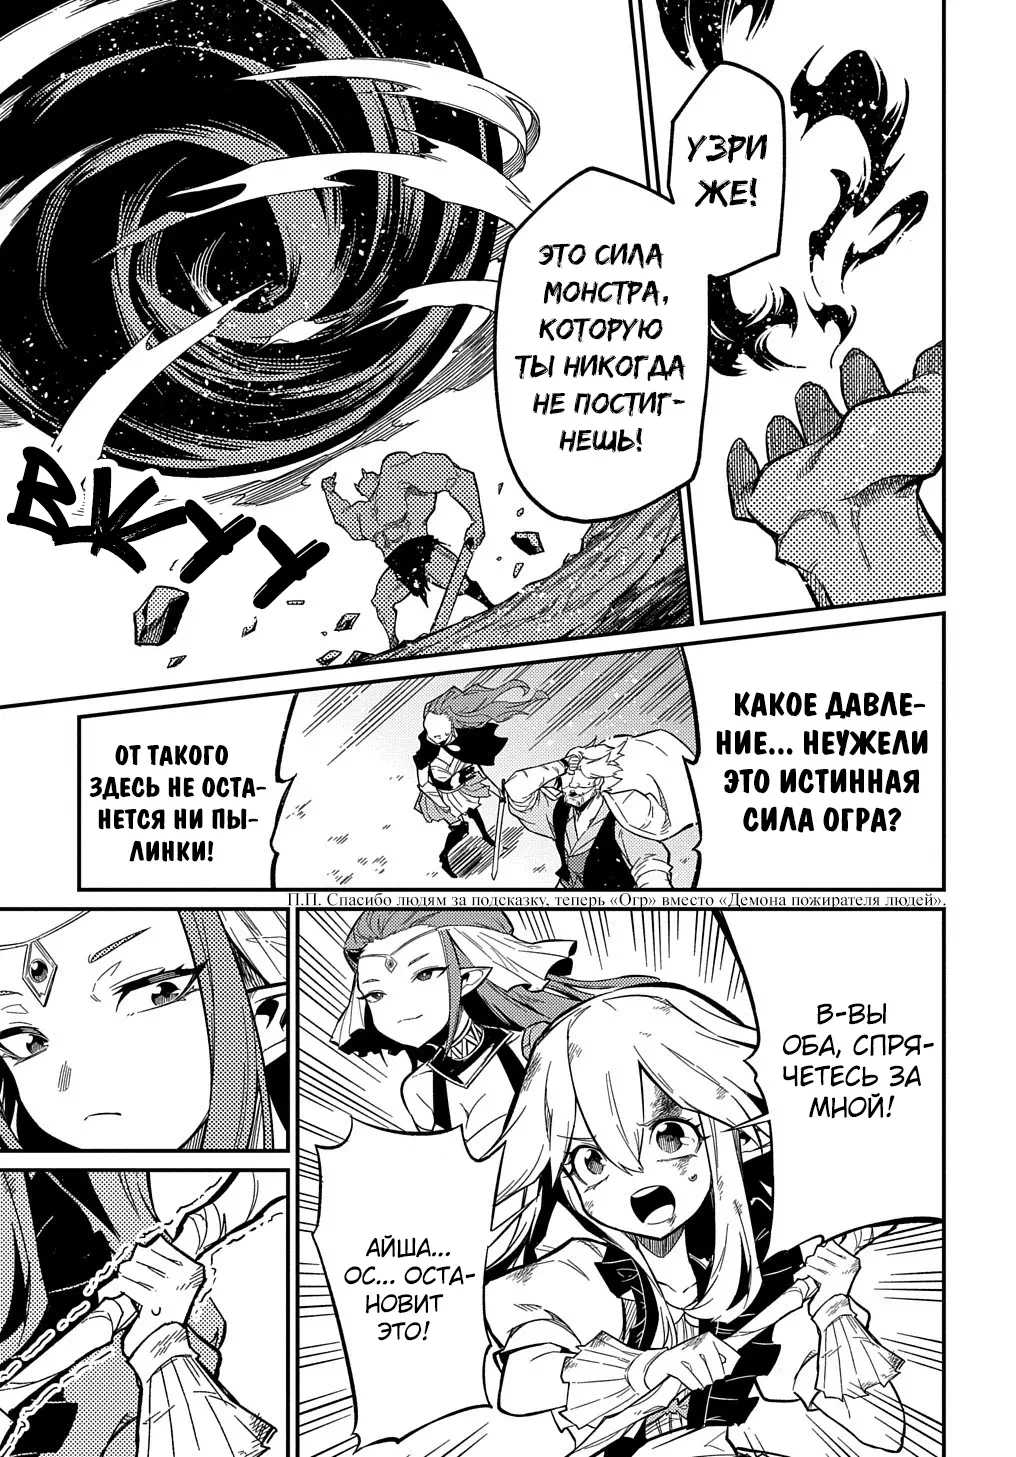 УЗРИ
ЖЕ!
ЭТО СИЛА
МОНСТРА,
КОТОРУЮ
ТЫ НИКОГДА
НЕ ПОСТИГ-
НЕШЬ!
ВЖУУ
КАКОЕ ДАВЛЕ-
НИЕ... НЕУЖЕЛИ
ЭТО ИСТИННАЯ
СИЛА ОГРА?
ОТ ТАКОГО
ЗДЕСЬ НЕ ОСТА-
НЕТСЯ НИ ПЫ-
ЛИНКИ!
П.П. Спасибо людям за подсказку, теперь «Огр» вместо «Демона пожирателя людей».
В-ВЫ
ОБА, СПРЯ-
ЧЕТЕСЬ ЗА
МНОЙ!
АЙША...
ОС... ОСТА-
НОВИТ
ЭТО!